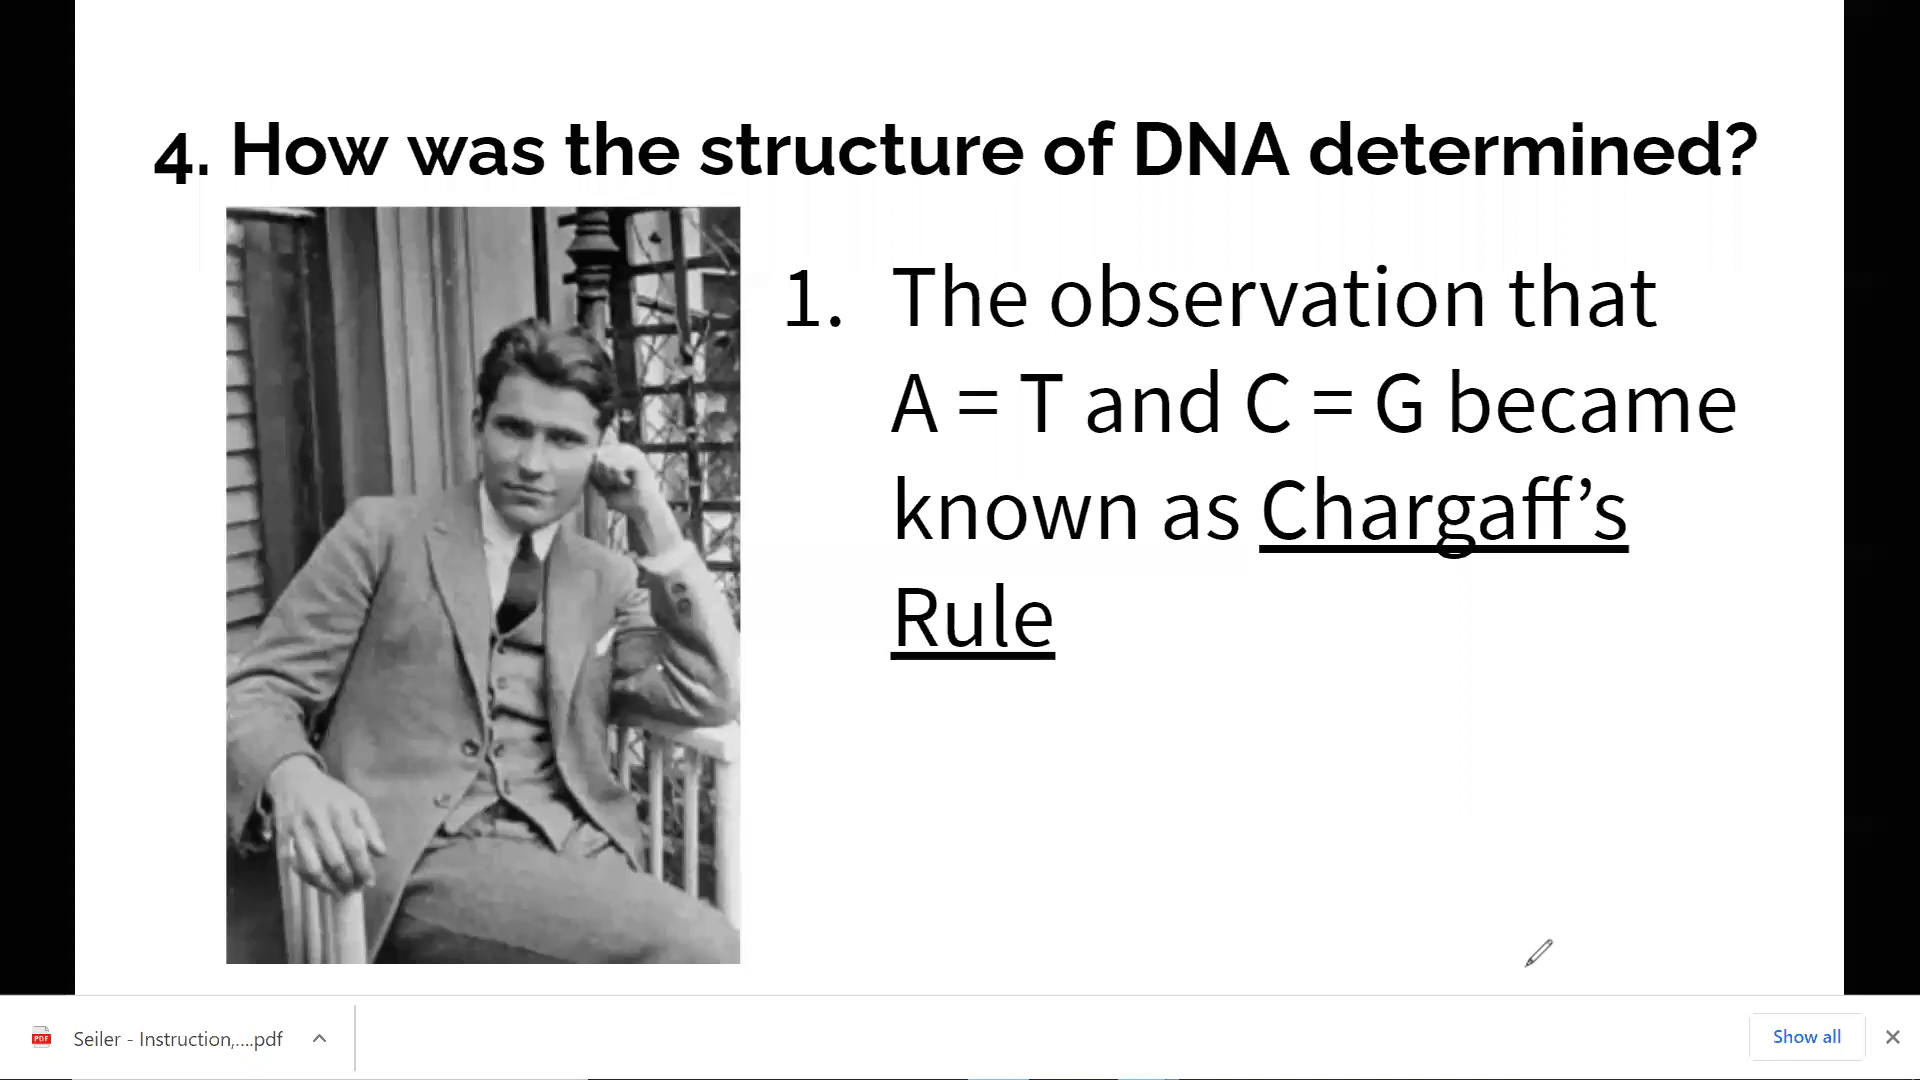 4. How was the structure of DNA determined?
1. The observation that
A = T and C = G became
known as Chargaff’s
Rule
Seiler - Instruction,....pdf
Show all